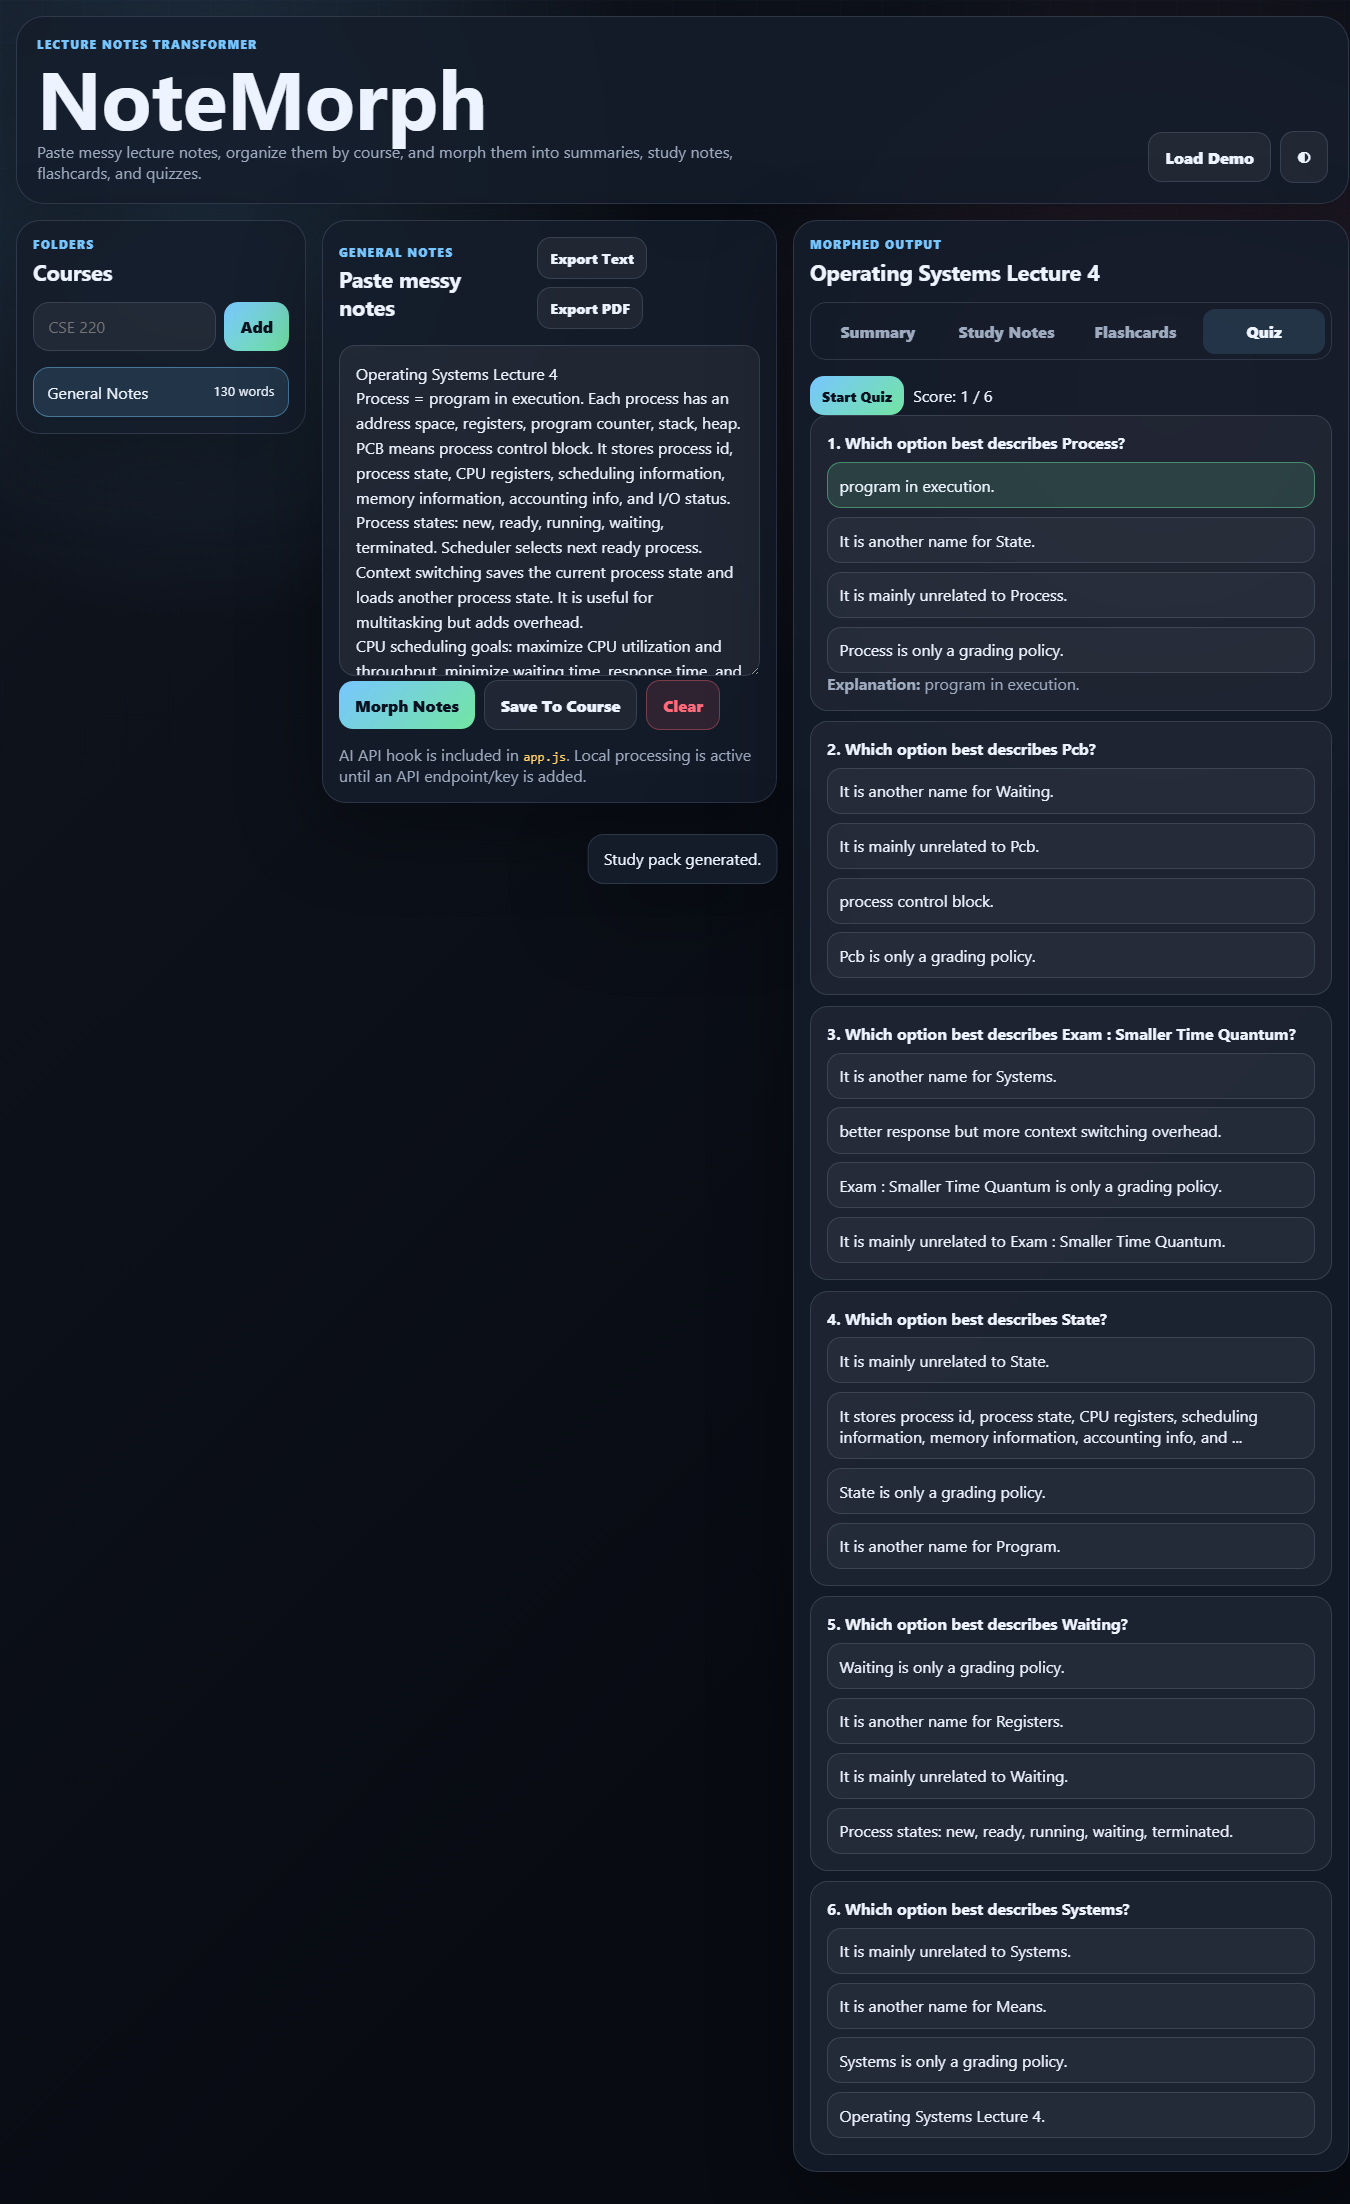 LECTURE NOTES TRANSFORMER
NoteMorph
Paste messy lecture notes, organize them by course, and morph them into summaries, study notes,
flashcards, and quizzes.
Load Demo
FOLDERS
Courses
CSE 220
Add
General Notes
130 words
GENERAL NOTES
Paste messy
notes
Export Text
Export PDF
Operating Systems Lecture 4
Process = program in execution. Each process has an
address space, registers, program counter, stack, heap.
PCB means process control block. It stores process id,
process state, CPU registers, scheduling information,
memory information, accounting info, and I/O status.
Process states: new, ready, running, waiting,
terminated. Scheduler selects next ready process.
Context switching saves the current process state and
loads another process state. It is useful for
multitasking but adds overhead.
CPU scheduling goals: maximize CPU utilization and
throughput, minimize waiting time, response time, and
Morph Notes
Save To Course
Clear
AI API hook is included in app.js. Local processing is active
until an API endpoint/key is added.
Study pack generated.
MORPHED OUTPUT
Operating Systems Lecture 4
Summary
Study Notes
Flashcards
Quiz
Start Quiz
Score: 1 / 6
1. Which option best describes Process?
program in execution.
It is another name for State.
It is mainly unrelated to Process.
Process is only a grading policy.
Explanation: program in execution.
2. Which option best describes Pcb?
It is another name for Waiting.
It is mainly unrelated to Pcb.
process control block.
Pcb is only a grading policy.
3. Which option best describes Exam : Smaller Time Quantum?
It is another name for Systems.
better response but more context switching overhead.
Exam : Smaller Time Quantum is only a grading policy.
It is mainly unrelated to Exam : Smaller Time Quantum.
4. Which option best describes State?
It is mainly unrelated to State.
It stores process id, process state, CPU registers, scheduling
information, memory information, accounting info, and ...
State is only a grading policy.
It is another name for Program.
5. Which option best describes Waiting?
Waiting is only a grading policy.
It is another name for Registers.
It is mainly unrelated to Waiting.
Process states: new, ready, running, waiting, terminated.
6. Which option best describes Systems?
It is mainly unrelated to Systems.
It is another name for Means.
Systems is only a grading policy.
Operating Systems Lecture 4.